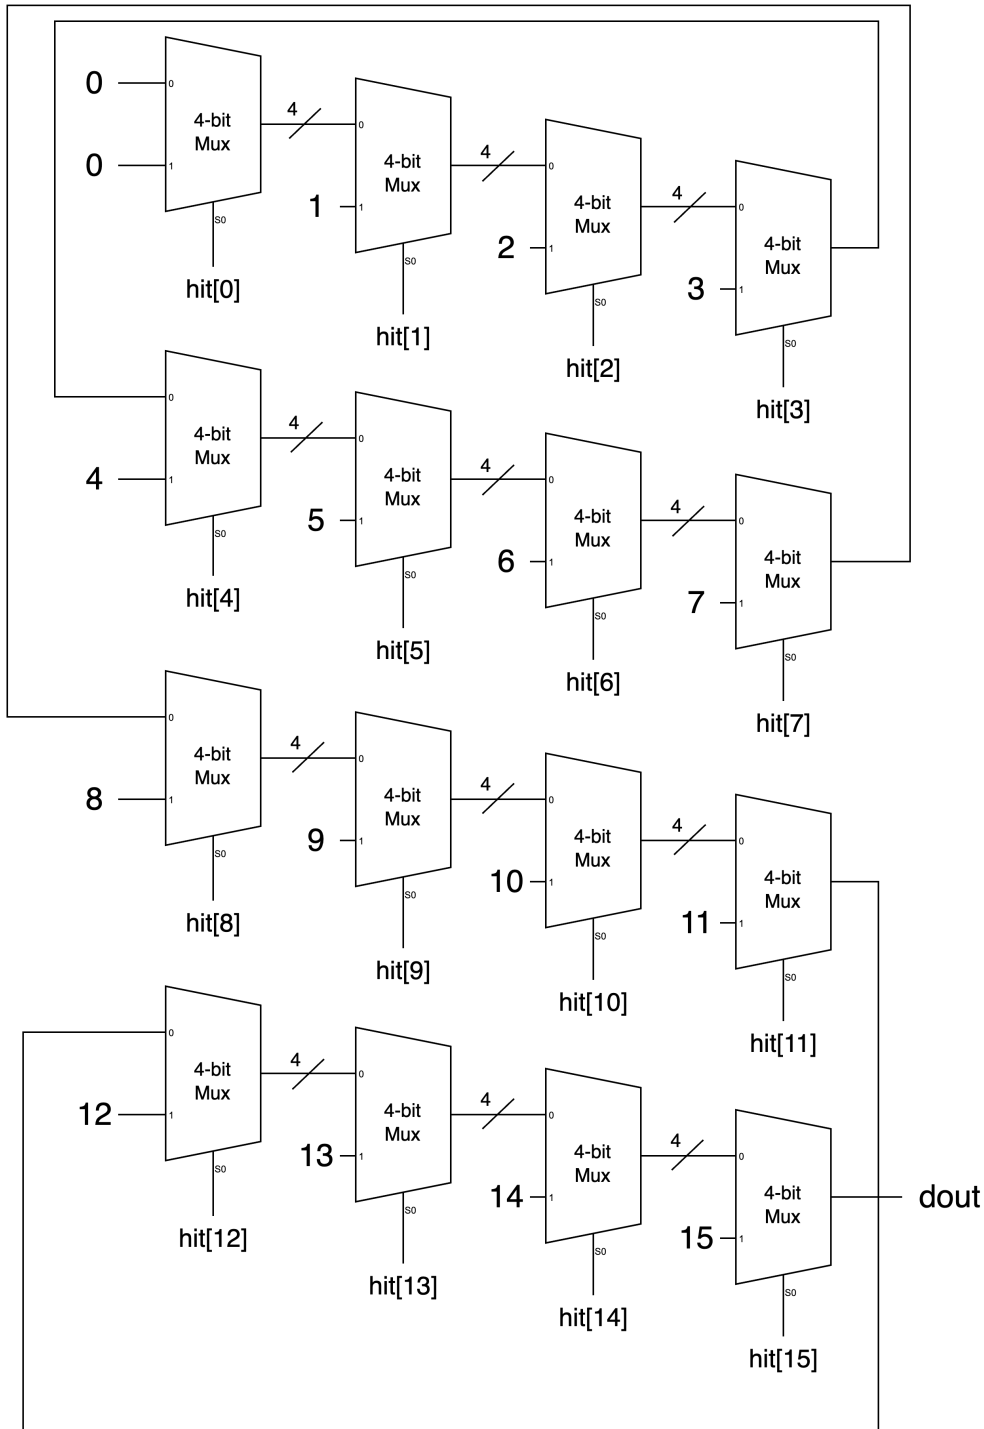 0
0
4-bit
Mux
S0
hit[0]
0
1
4
4-bit
Mux
0
1
1
S0
hit[1]
4
4-bit
Mux
0
1
2
S0
hit[2]
4
4-bit
Mux
0
1
3
S0
hit[3]
0
4
1
4-bit
Mux
S0
hit[4]
4
0
5
1
4-bit
Mux
S0
hit[5]
4
0
6
1
4-bit
Mux
S0
hit[6]
4
0
7
1
4-bit
Mux
S0
hit[7]
0
8
1
4-bit
Mux
S0
hit[8]
4
0
9
1
4-bit
Mux
S0
hit[9]
4
0
10
1
4-bit
Mux
S0
hit[10]
4
0
11
1
4-bit
Mux
S0
hit[11]
0
12
1
4-bit
Mux
S0
hit[12]
4
0
13
1
4-bit
Mux
S0
hit[13]
4
0
14
1
4-bit
Mux
S0
hit[14]
4
0
15
1
4-bit
Mux
S0
hit[15]
dout